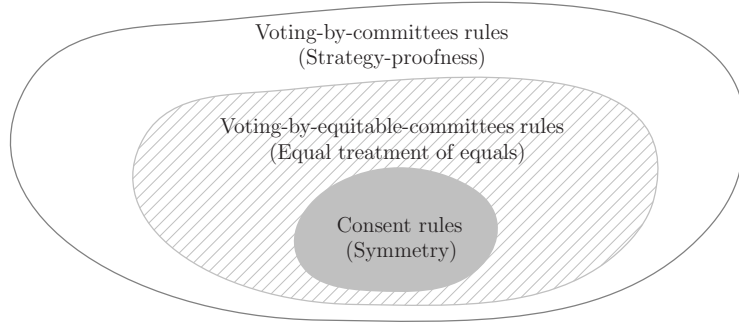 Voting-by-committees rules
(Strategy-proofness)
Voting-by-equitable-committees rules
(Equal treatment of equals)
Consent rules
(Symmetry)